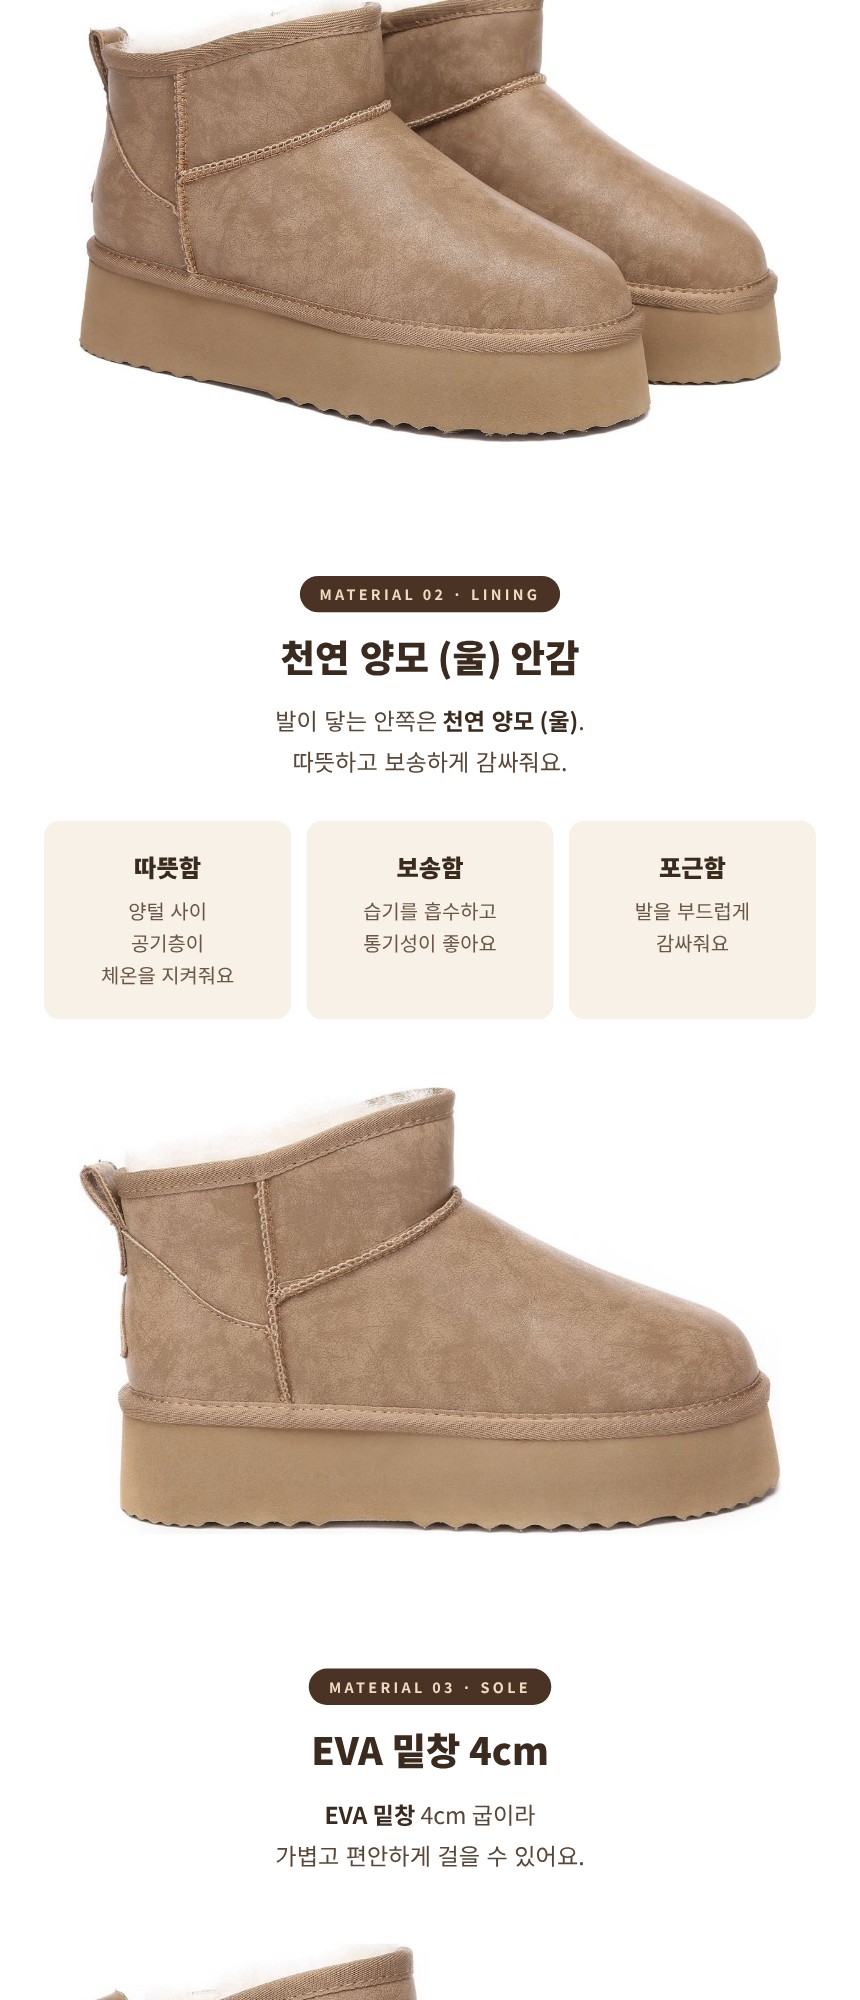 MATERIAL 02 · LINING
천연 양모 (울) 안감
발이 닿는 안쪽은 천연 양모 (울).
따뜻하고 보송하게 감싸줘요.
따뜻함
양털 사이
공기층이
체온을 지켜줘요
보송함
습기를 흡수하고
통기성이 좋아요
포근함
발을 부드럽게
감싸줘요
MATERIAL 03 · SOLE
EVA 밑창 4cm
EVA 밑창 4cm 굽이라
가볍고 편안하게 걸을 수 있어요.